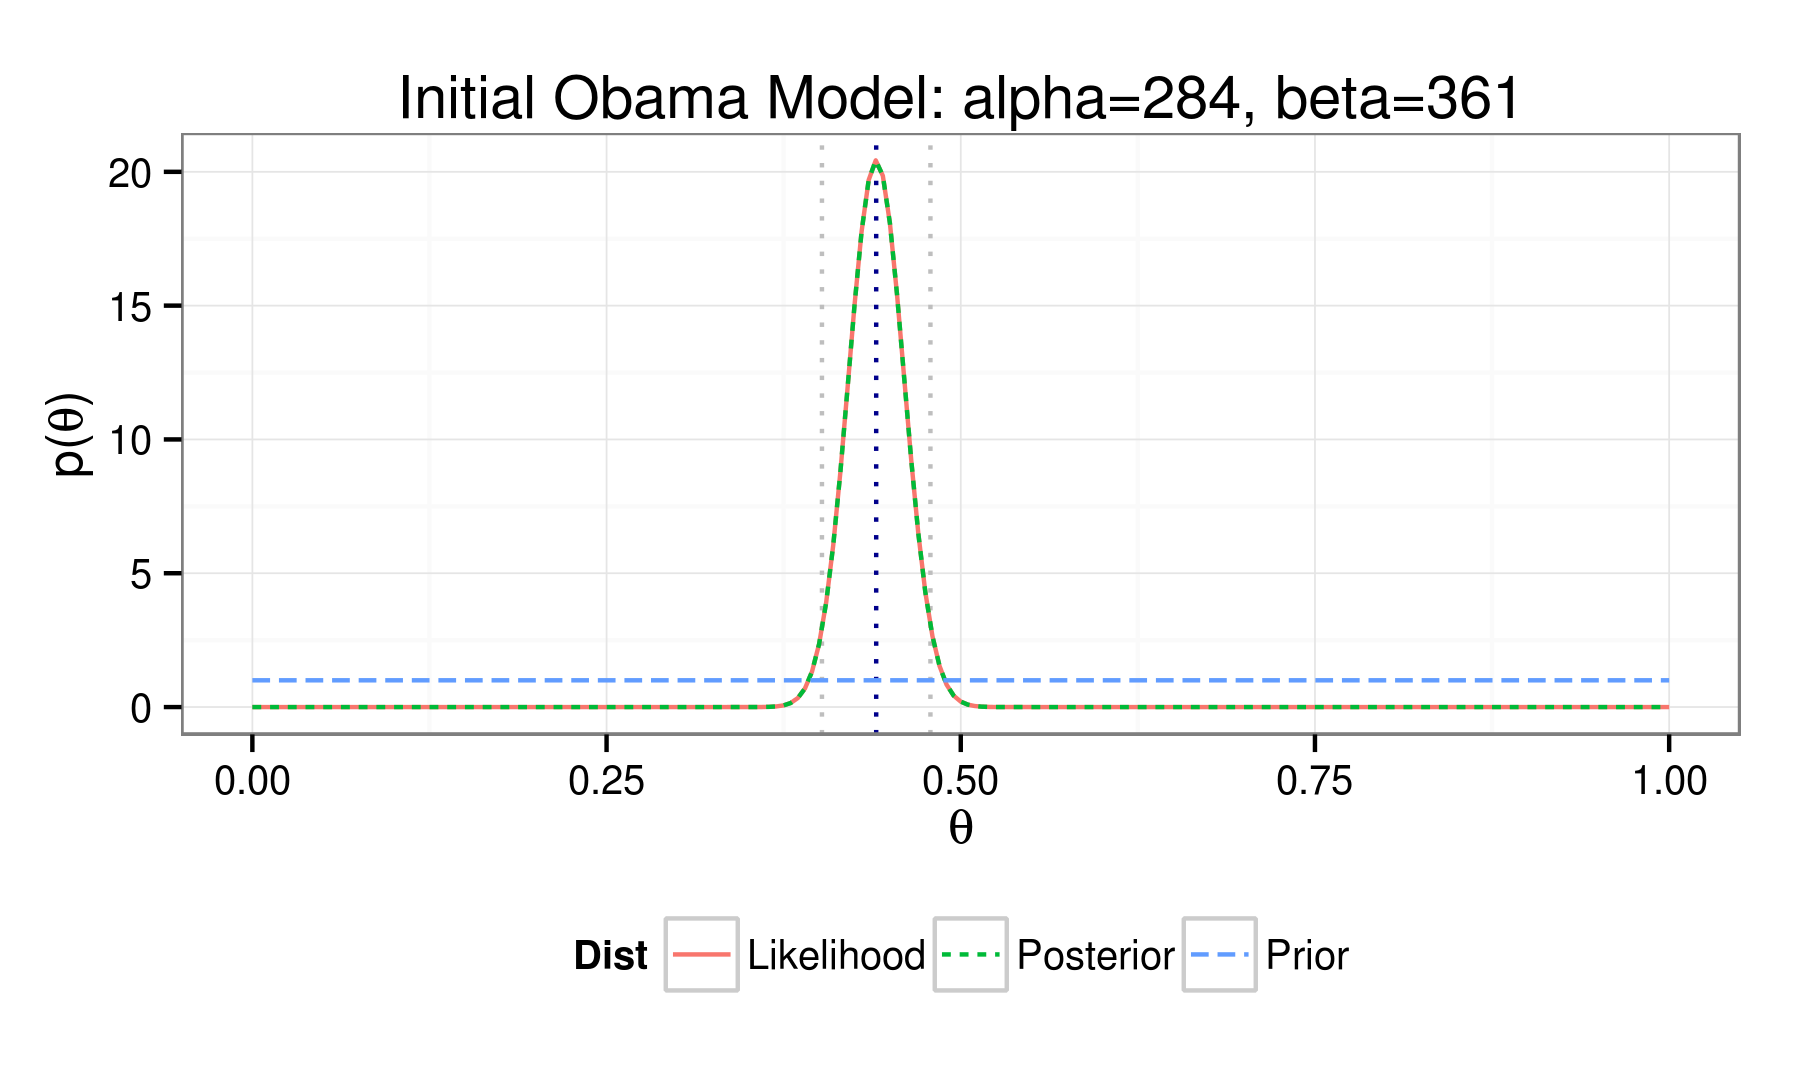 Initial Obama Model: alpha=284, beta=361
20
15
10
5
0
p(θ)
0.00 0.25 0.50 0.75 1.00
θ
Dist Likelihood Posterior Prior